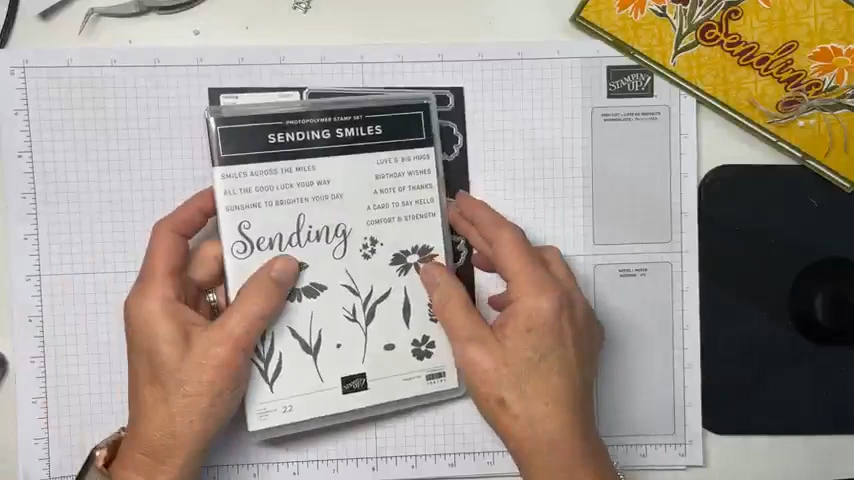 PHOTOPOLYMER STAMP SET
SENDING SMILES
SMILES ACROSS THE MILES
ALL THE GOOD LUCK YOUR WAY
SUNSHINE TO BRIGHTEN YOUR DAY
LOVE & BIG HUGS
BIRTHDAY WISHES
A NOTE OF THANKS
A CARD TO SAY HELLO
COMFORT & STRENGTH
Sending
22
STAMPIN' UP!
Sending